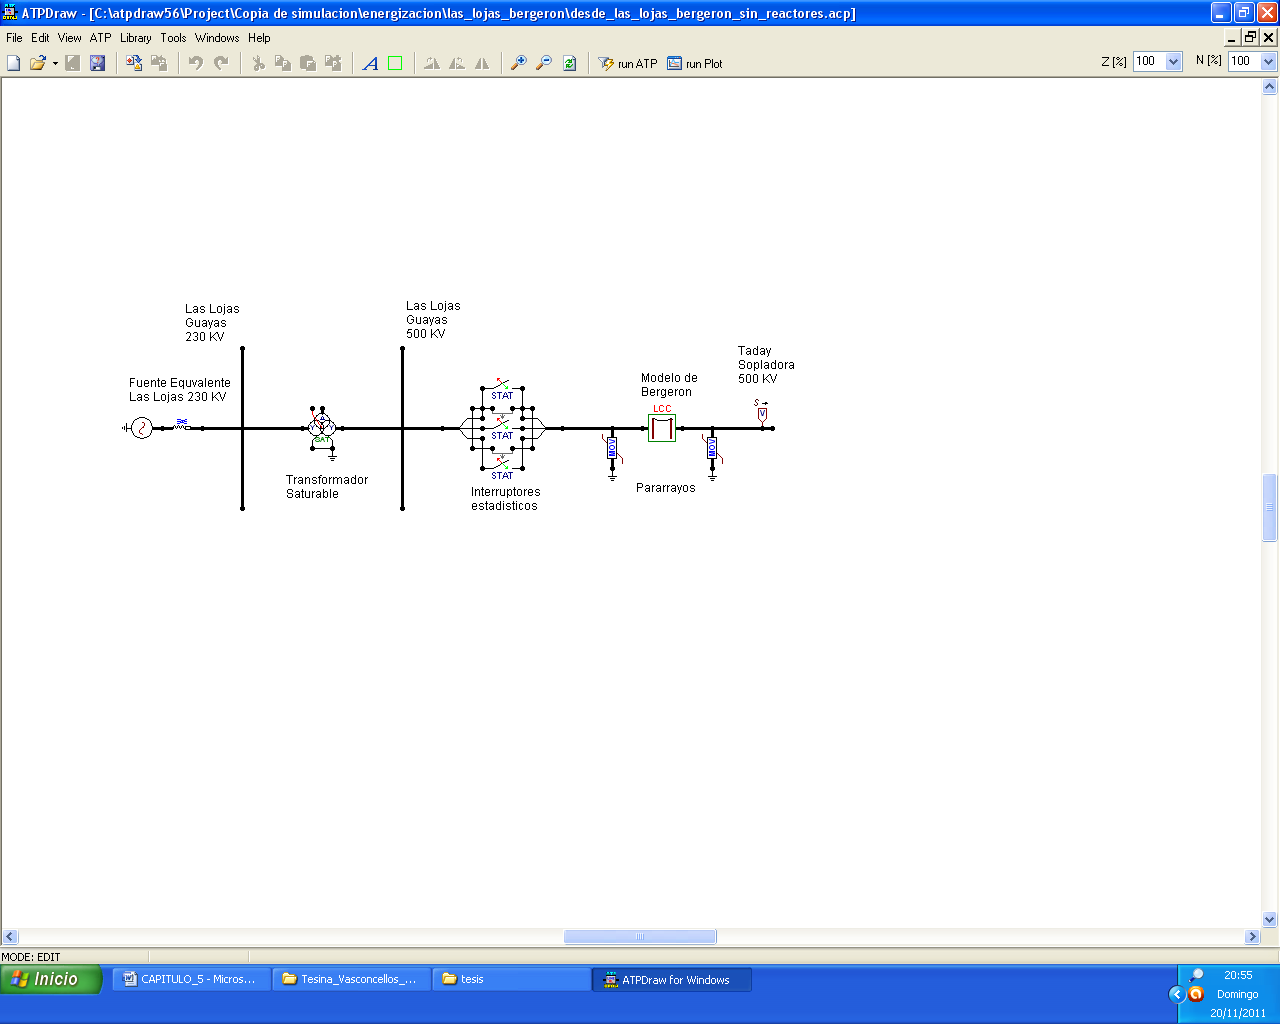 ATPDraw - [C:\atpdraw56\Project\Copia de simulacion\energizacion\las_lojas_bergeron\desde_las_lojas_bergeron_sin_reactores.acp]
File Edit View ATP Library Tools Windows Help
run ATP run Plot Z [%] 100 N [%] 100
Las Lojas
Guayas
230 KV
Las Lojas
Guayas
500 KV
Taday
Sopladora
500 KV
Fuente Equvalente
Las Lojas 230 KV
Modelo de
Bergeron
LCC
S
V
STAT
STAT
STAT
SAT
MOV
MOV
Transformador
Saturable
Interruptores
estadisticos
Pararrayos
MODE: EDIT
Inicio
CAPITULO_5 - Micros...
Tesina_Vasconcellos_...
tesis
ATPDraw for Windows
20:55
Domingo
20/11/2011